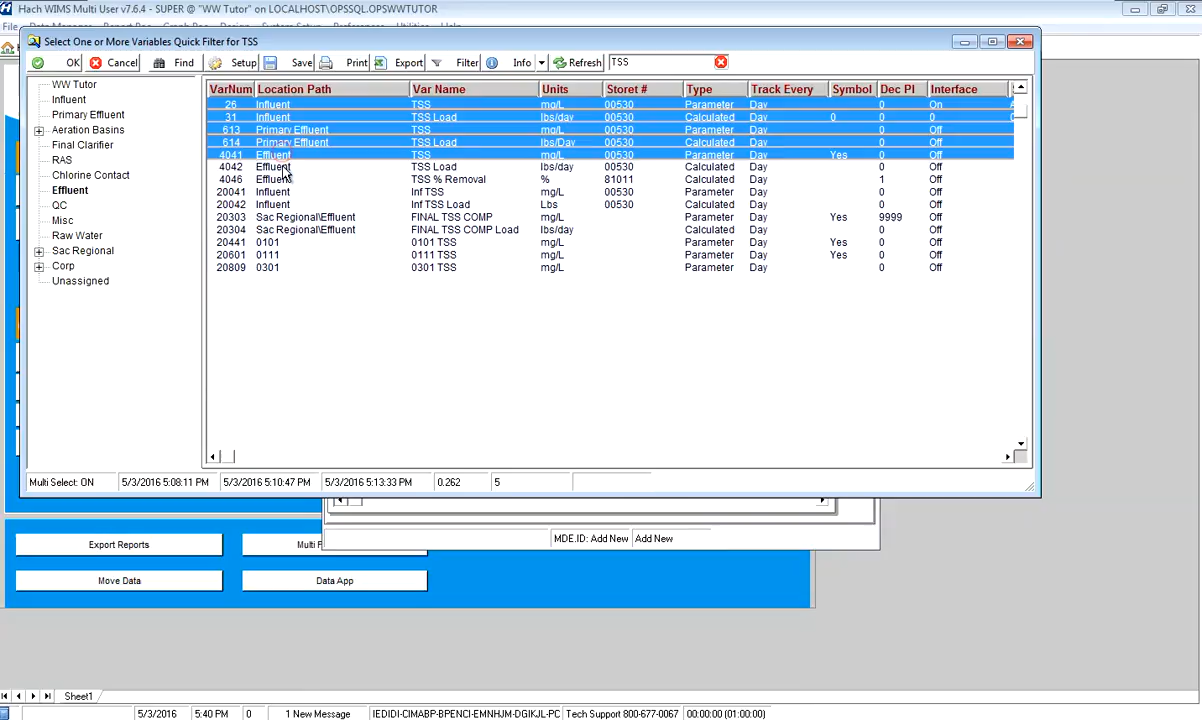 Hach WIMS Multi User v7.6.4 - SUPER @ "WW Tutor" on LOCALHOST\OPSSQL.OPSWWTUTOR
Select One or More Variables Quick Filter for TSS
OK Cancel Find Setup Save Print Export Filter Info Refresh TSS
WW Tutor
Influent
Primary Effluent
Aeration Basins
Final Clarifier
RAS
Chlorine Contact
Effluent
QC
Misc
Raw Water
Sac Regional
Corp
Unassigned
VarNum Location Path Var Name Units Storet # Type Track Every Symbol Dec Pl Interface
26 Influent TSS mg/L 00530 Parameter Day 0 On
31 Influent TSS Load lbs/day 00530 Calculated Day 0 0 0
613 Primary Effluent TSS mg/L 00530 Parameter Day 0 Off
614 Primary Effluent TSS Load lbs/Day 00530 Calculated Day 0 Off
4041 Effluent TSS mg/L 00530 Parameter Day Yes 0 Off
4042 Effluent TSS Load lbs/day 00530 Calculated Day 0 Off
4046 Effluent TSS % Removal % 81011 Calculated Day 1 Off
20041 Influent Inf TSS mg/L 00530 Parameter Day 0 Off
20042 Influent Inf TSS Load Lbs 00530 Calculated Day 0 Off
20303 Sac Regional\Effluent FINAL TSS COMP mg/L Parameter Day Yes 9999 Off
20304 Sac Regional\Effluent FINAL TSS COMP Load lbs/day Calculated Day 0 Off
20441 0101 0101 TSS mg/L Parameter Day Yes 0 Off
20601 0111 0111 TSS mg/L Parameter Day Yes 0 Off
20809 0301 0301 TSS mg/L Parameter Day 0 Off
Multi Select: ON 5/3/2016 5:08:11 PM 5/3/2016 5:10:47 PM 5/3/2016 5:13:33 PM 0.262 5
MDE.ID: Add New Add New
Export Reports Multi F
Move Data Data App
Sheet1
5/3/2016 5:40 PM 0 1 New Message IEDIDI-CIMABP-BPENCI-EMNHJM-DGIKJL-PC Tech Support 800-677-0067 00:00:00 (01:00:00)